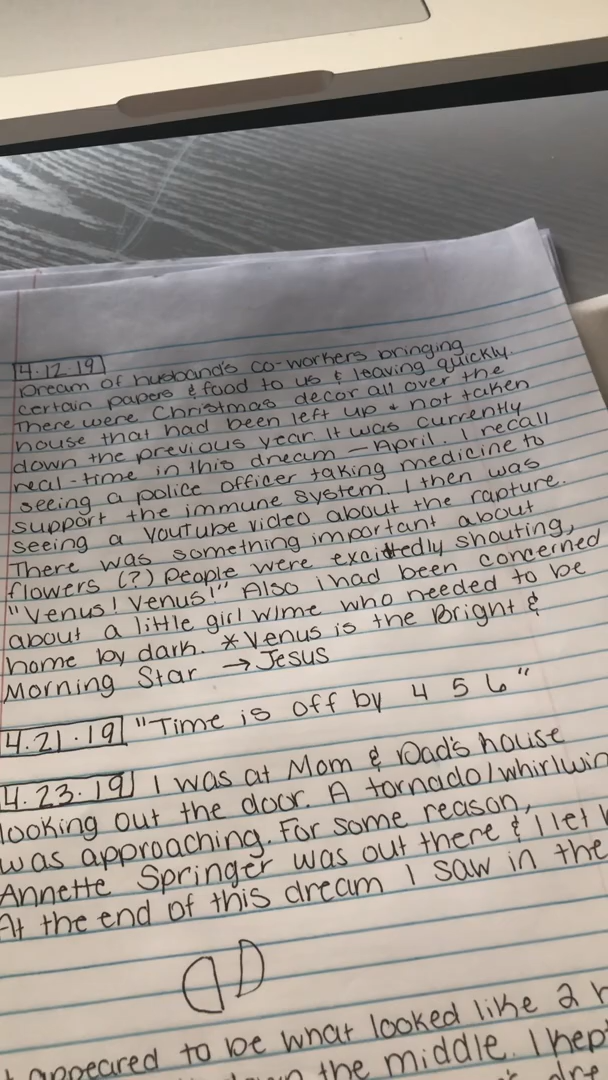 4.12.19
Dream of husband's co-workers bringing
certain papers & food to us & leaving quickly.
There were Christmas decor all over the
house that had been left up & not taken
down the previous year. It was currently
real-time in this dream — April. I recall
seeing a police officer taking medicine to
support the immune system. I then was
seeing a YouTube video about the rapture.
There was something important about
flowers (?) People were excitedly shouting,
"Venus! Venus!" Also i had been concerned
about a little girl w/me who needed to be
home by dark. *Venus is the Bright &
Morning Star → Jesus
4.21.19 "Time is off by 4 5 6"
4.23.19 I was at Mom & Dad's house
looking out the door. A tornado/whirlwin
was approaching. For some reason,
Annette Springer was out there & I let
At the end of this dream I saw in the
appeared to be what looked like 2
the middle. I kept